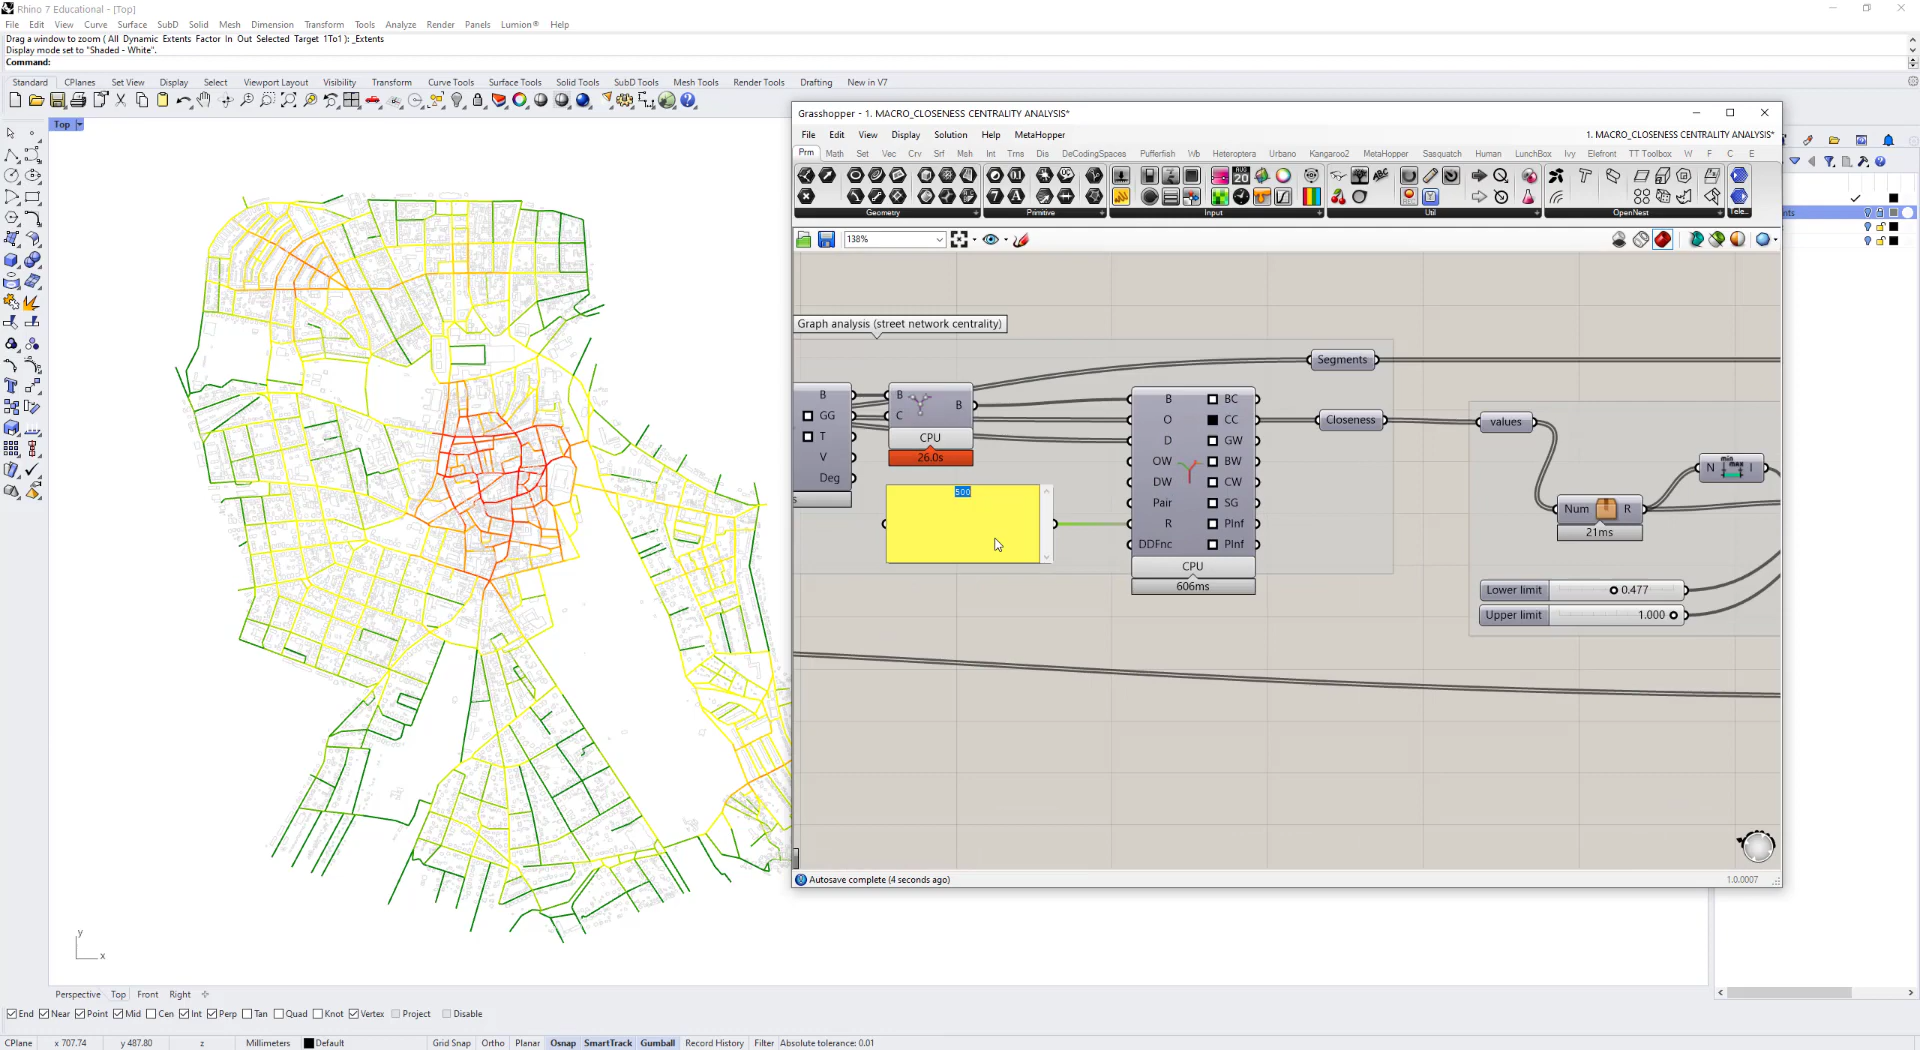 Rhino 7 Educational - [Top]
File Edit View Curve Surface SubD Solid Mesh Dimension Transform Tools Analyze Render Panels Lumion® Help
Drag a window to zoom ( All Dynamic Extents Factor In Out Selected Target 1To1 ): _Extents
Display mode set to "Shaded - White".
Command:
Standard CPlanes Set View Display Select Viewport Layout Visibility Transform Curve Tools Surface Tools Solid Tools SubD Tools Mesh Tools Render Tools Drafting New in V7
Top
Grasshopper - 1. MACRO_CLOSENESS CENTRALITY ANALYSIS*
File Edit View Display Solution Help MetaHopper
1. MACRO_CLOSENESS CENTRALITY ANALYSIS*
Prm Math Set Vec Crv Srf Msh Int Trns Dis DeCodingSpaces Pufferfish Wb Heteroptera Urbano Kangaroo2 MetaHopper Sasquatch Human LunchBox Ivy Elefront TT Toolbox W F C E
Geometry Primitive Input Util OpenNest Tele...
138%
Graph analysis (street network centrality)
Segments
B
GG
T
V
Deg
s
B
C
B
CPU
26.0s
500
B BC
O CC
D GW
OW BW
DW CW
Pair SG
R PInf
DDFnc PInf
CPU
606ms
Closeness
values
Num R
21ms
N min max I
Lower limit 0.477
Upper limit 1.000
Autosave complete (4 seconds ago)
1.0.0007
nts
y
x
Perspective Top Front Right
End Near Point Mid Cen Int Perp Tan Quad Knot Vertex Project Disable
CPlane x 707.74 y 487.80 z Millimeters Default Grid Snap Ortho Planar Osnap SmartTrack Gumball Record History Filter Absolute tolerance: 0.01